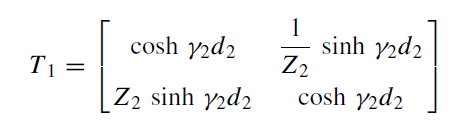 T₁ = [ cosh γ₂d₂   1/Z₂ sinh γ₂d₂
Z₂ sinh γ₂d₂   cosh γ₂d₂ ]